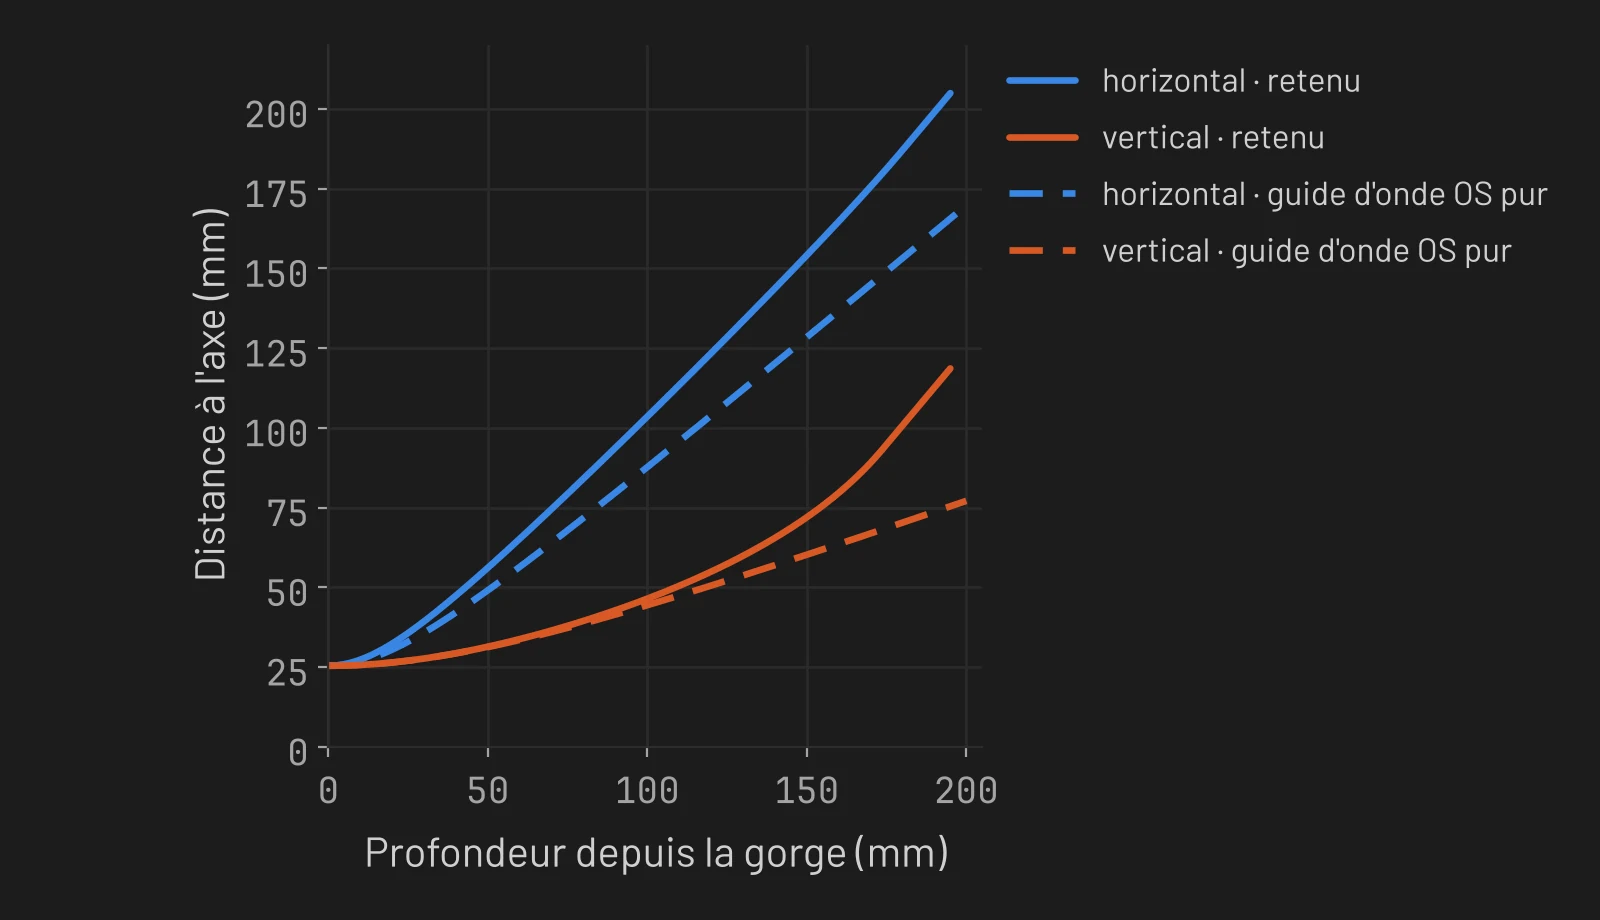 horizontal · retenu
vertical · retenu
horizontal · guide d'onde OS pur
vertical · guide d'onde OS pur
Distance à l'axe (mm)
200
175
150
125
100
75
50
25
0
0 50 100 150 200
Profondeur depuis la gorge (mm)